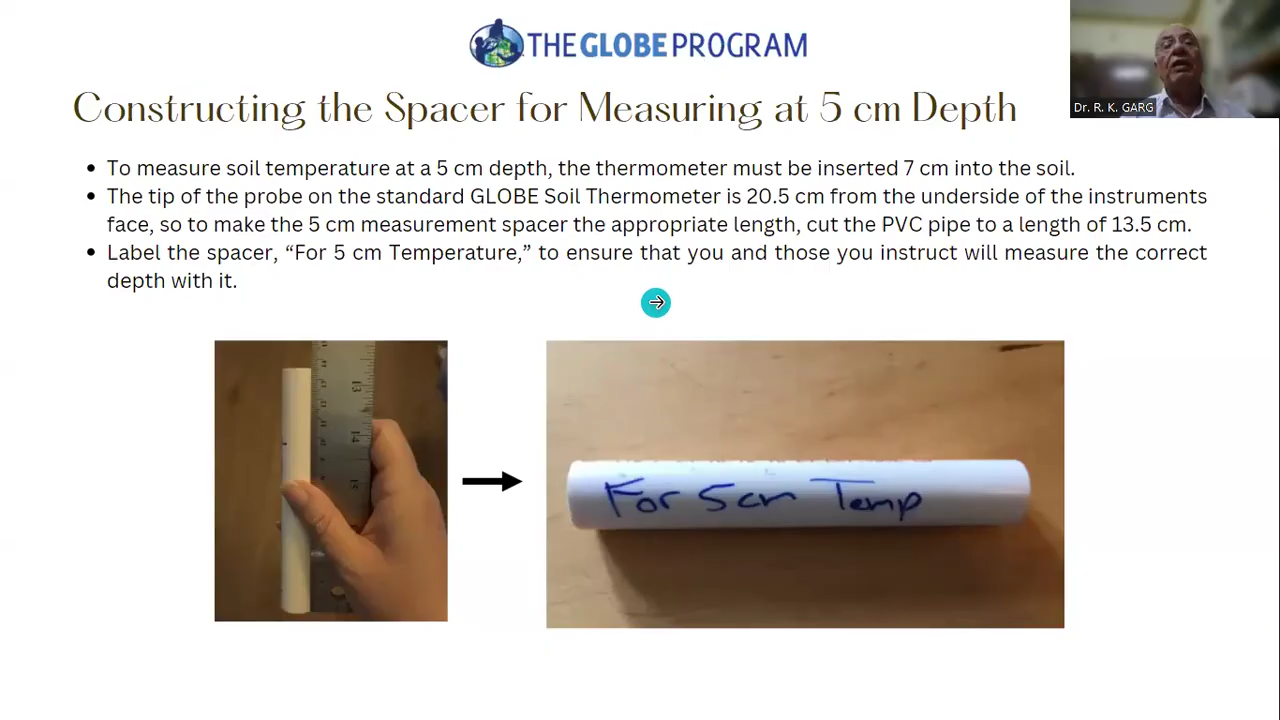 THE GLOBE PROGRAM
Constructing the Spacer for Measuring at 5 cm Depth
Dr. R. K. GARG
• To measure soil temperature at a 5 cm depth, the thermometer must be inserted 7 cm into the soil.
• The tip of the probe on the standard GLOBE Soil Thermometer is 20.5 cm from the underside of the instruments
face, so to make the 5 cm measurement spacer the appropriate length, cut the PVC pipe to a length of 13.5 cm.
• Label the spacer, “For 5 cm Temperature,” to ensure that you and those you instruct will measure the correct
depth with it.
For 5cm Temp